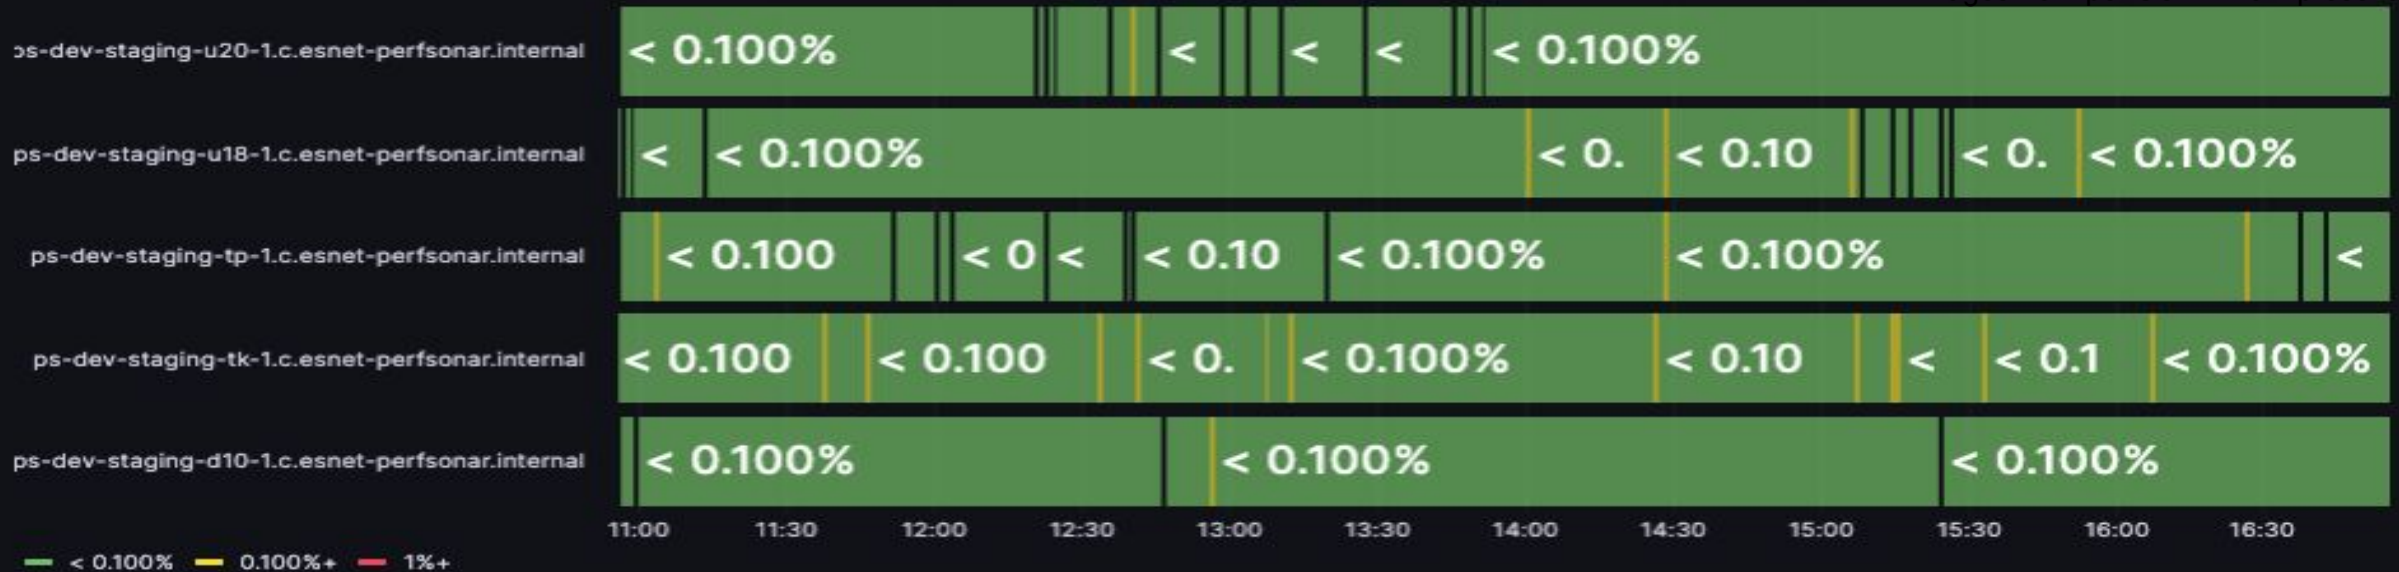 ps-dev-staging-u20-1.c.esnet-perfsonar.internal < 0.100% < < < < 0.100%
ps-dev-staging-u18-1.c.esnet-perfsonar.internal < < 0.100% < 0. < 0.10 < 0. < 0.100%
ps-dev-staging-tp-1.c.esnet-perfsonar.internal < 0.100 < 0 < < 0.10 < 0.100% < 0.100% <
ps-dev-staging-tk-1.c.esnet-perfsonar.internal < 0.100 < 0.100 < 0. < 0.100% < 0.10 < < 0.1 < 0.100%
ps-dev-staging-d10-1.c.esnet-perfsonar.internal < 0.100% < 0.100% < 0.100%
11:00 11:30 12:00 12:30 13:00 13:30 14:00 14:30 15:00 15:30 16:00 16:30
< 0.100% 0.100%+ 1%+